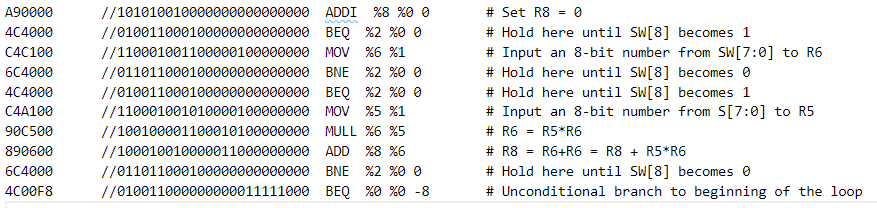 A90000 //101010010000000000000000 ADDI %8 %0 0 # Set R8 = 0
4C4000 //010011000100000000000000 BEQ %2 %0 0 # Hold here until SW[8] becomes 1
C4C100 //110001001100000100000000 MOV %6 %1 # Input an 8-bit number from SW[7:0] to R6
6C4000 //011011000100000000000000 BNE %2 %0 0 # Hold here until SW[8] becomes 0
4C4000 //010011000100000000000000 BEQ %2 %0 0 # Hold here until SW[8] becomes 1
C4A100 //110001001010000100000000 MOV %5 %1 # Input an 8-bit number from S[7:0] to R5
90C500 //100100001100010100000000 MULL %6 %5 # R6 = R5*R6
890600 //100010010000011000000000 ADD %8 %6 # R8 = R6+R6 = R8 + R5*R6
6C4000 //011011000100000000000000 BNE %2 %0 0 # Hold here until SW[8] becomes 0
4C00F8 //010011000000000011111000 BEQ %0 %0 -8 # Unconditional branch to beginning of the loop